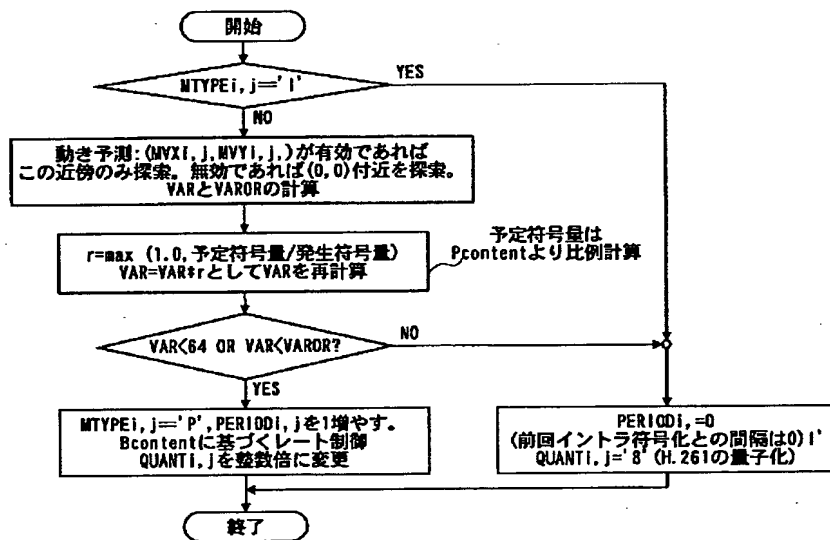 開始
MTYPEi,j=='I'
YES
NO
動き予測:(MVXi,j,MVYi,j,)が有効であれば
この近傍のみ探索。無効であれば(0,0)付近を探索。
VARとVARORの計算
r=max (1.0,予定符号量/発生符号量)
VAR=VAR*rとしてVARを再計算
予定符号量は
Pcontentより比例計算
VAR<64 OR VAR<VAROR?
NO
YES
MTYPEi,j=='P',PERIODi,jを1増やす。
Bcontentに基づくレート制御
QUANTi,jを整数倍に変更
PERIODi,=0
(前回イントラ符号化との間隔は0)I'
QUANTi,j='8'(H.261の量子化)
終了